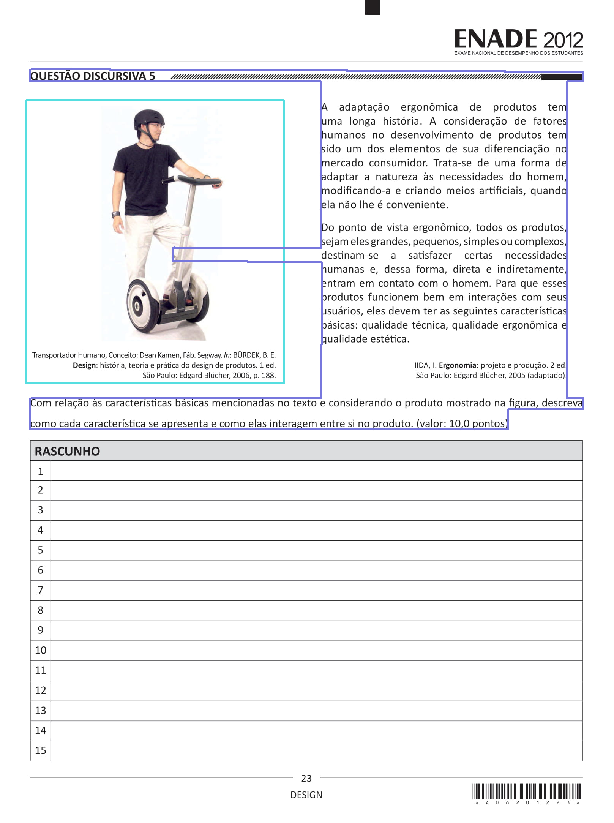 ENADE 2012
EXAME NACIONAL DE DESEMPENHO DOS ESTUDANTES
QUESTÃO DISCURSIVA 5
A adaptação ergonômica de produtos tem
uma longa história. A consideração de fatores
humanos no desenvolvimento de produtos tem
sido um dos elementos de sua diferenciação no
mercado consumidor. Trata-se de uma forma de
adaptar a natureza às necessidades do homem,
modificando-a e criando meios artificiais, quando
ela não lhe é conveniente.
Do ponto de vista ergonômico, todos os produtos,
sejam eles grandes, pequenos, simples ou complexos,
destinam-se a satisfazer certas necessidades
humanas e, dessa forma, direta e indiretamente,
entram em contato com o homem. Para que esses
produtos funcionem bem em interações com seus
usuários, eles devem ter as seguintes características
básicas: qualidade técnica, qualidade ergonômica e
qualidade estética.
Transportador Humano, Conceito: Dean Kamen, Fáb. Segway. In: BÜRDEK, B. E.
Design: história, teoria e prática do design de produtos. 1 ed.
São Paulo: Edgard Blücher, 2006, p. 188.
IIDA, I. Ergonomia: projeto e produção. 2 ed.
São Paulo: Edgard Blücher, 2005 (adaptado).
Com relação às características básicas mencionadas no texto e considerando o produto mostrado na figura, descreva
como cada característica se apresenta e como elas interagem entre si no produto. (valor: 10,0 pontos)
RASCUNHO
1
2
3
4
5
6
7
8
9
10
11
12
13
14
15
23
DESIGN